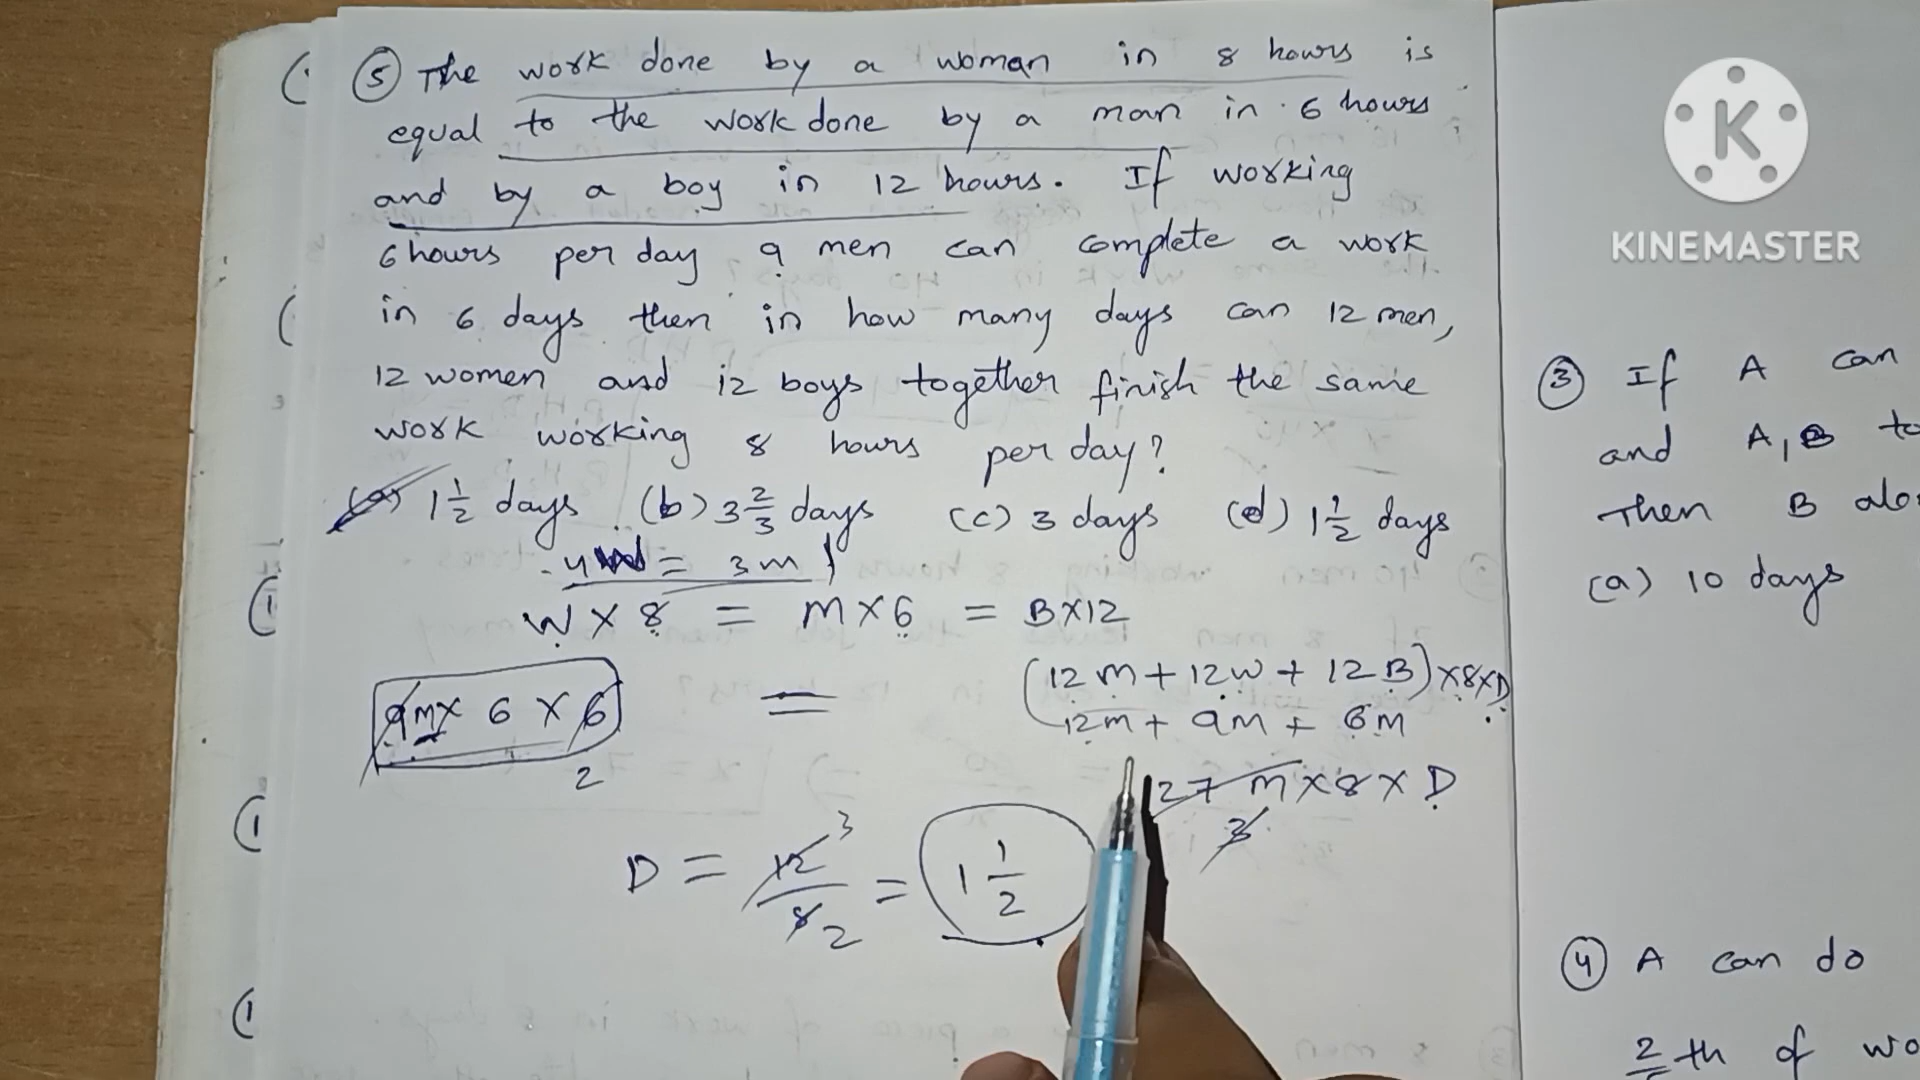 ⑤ The work done by a woman in 8 hours is
equal to the work done by a man in 6 hours
and by a boy in 12 hours. If working
6 hours per day 9 men can complete a work
in 6 days then in how many days can 12 men,
12 women and 12 boys together finish the same
work working 8 hours per day?
(a) 1 1/2 days (b) 3 2/3 days (c) 3 days (d) 1 1/2 days
4W = 3M
W × 8 = M × 6 = B × 12
9M × 6 × 6 = (12M + 12W + 12B) × 8 × D
12M + 9M + 6M
2
27 M × 8 × D
3
D = 12/8 = 1 1/2
3
2
K
KINEMASTER
③ If A can
and A, B to
Then B alo
(a) 10 days
④ A can do
2 th of wo